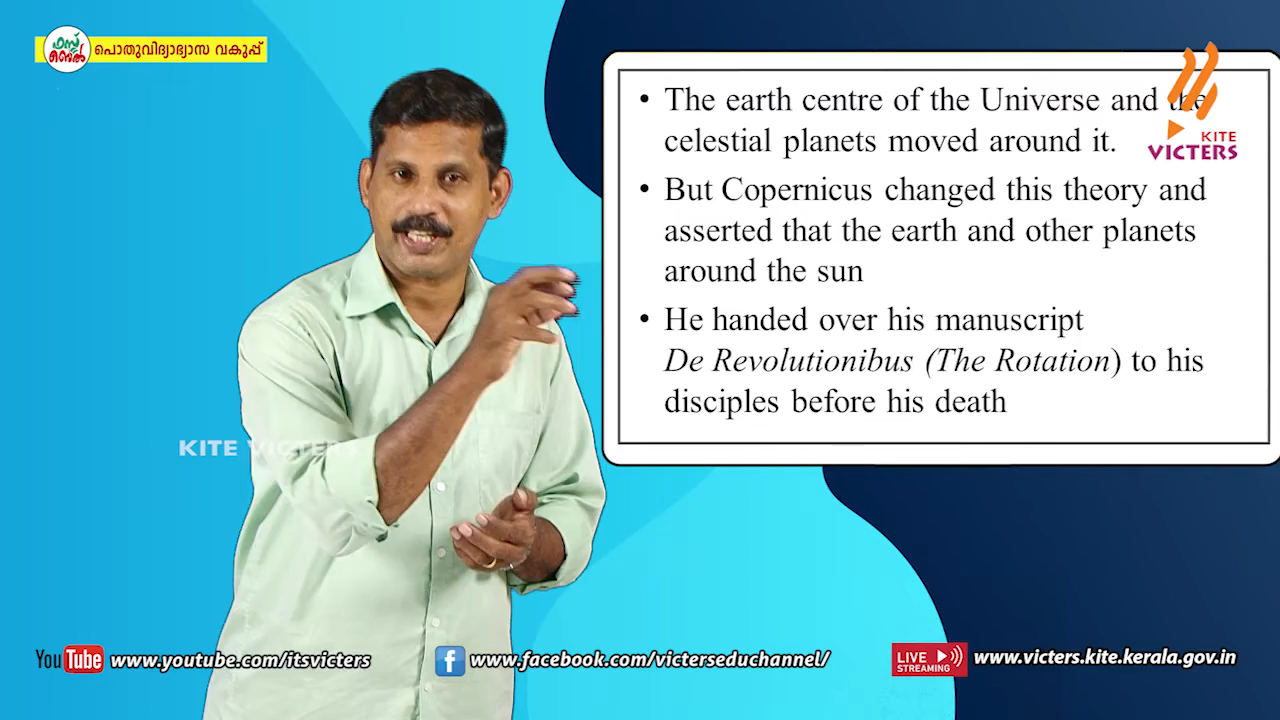 ഫസ്റ്റ്
ബെൽ
പൊതുവിദ്യാഭ്യാസ വകുപ്പ്
• The earth centre of the Universe and the
celestial planets moved around it.
KITE
VICTERS
• But Copernicus changed this theory and
asserted that the earth and other planets
around the sun
• He handed over his manuscript
De Revolutionibus (The Rotation) to his
disciples before his death
KITE VICTERS
YouTube www.youtube.com/itsvicters
f www.facebook.com/victerseduchannel/
LIVE
STREAMING
www.victers.kite.kerala.gov.in